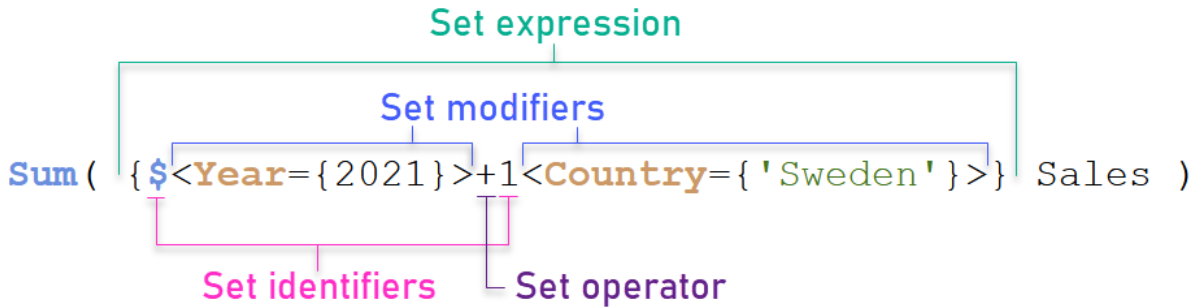 Set expression
Set modifiers
Sum( {$<Year={2021}>+1<Country={'Sweden'}>} Sales )
Set identifiers
Set operator